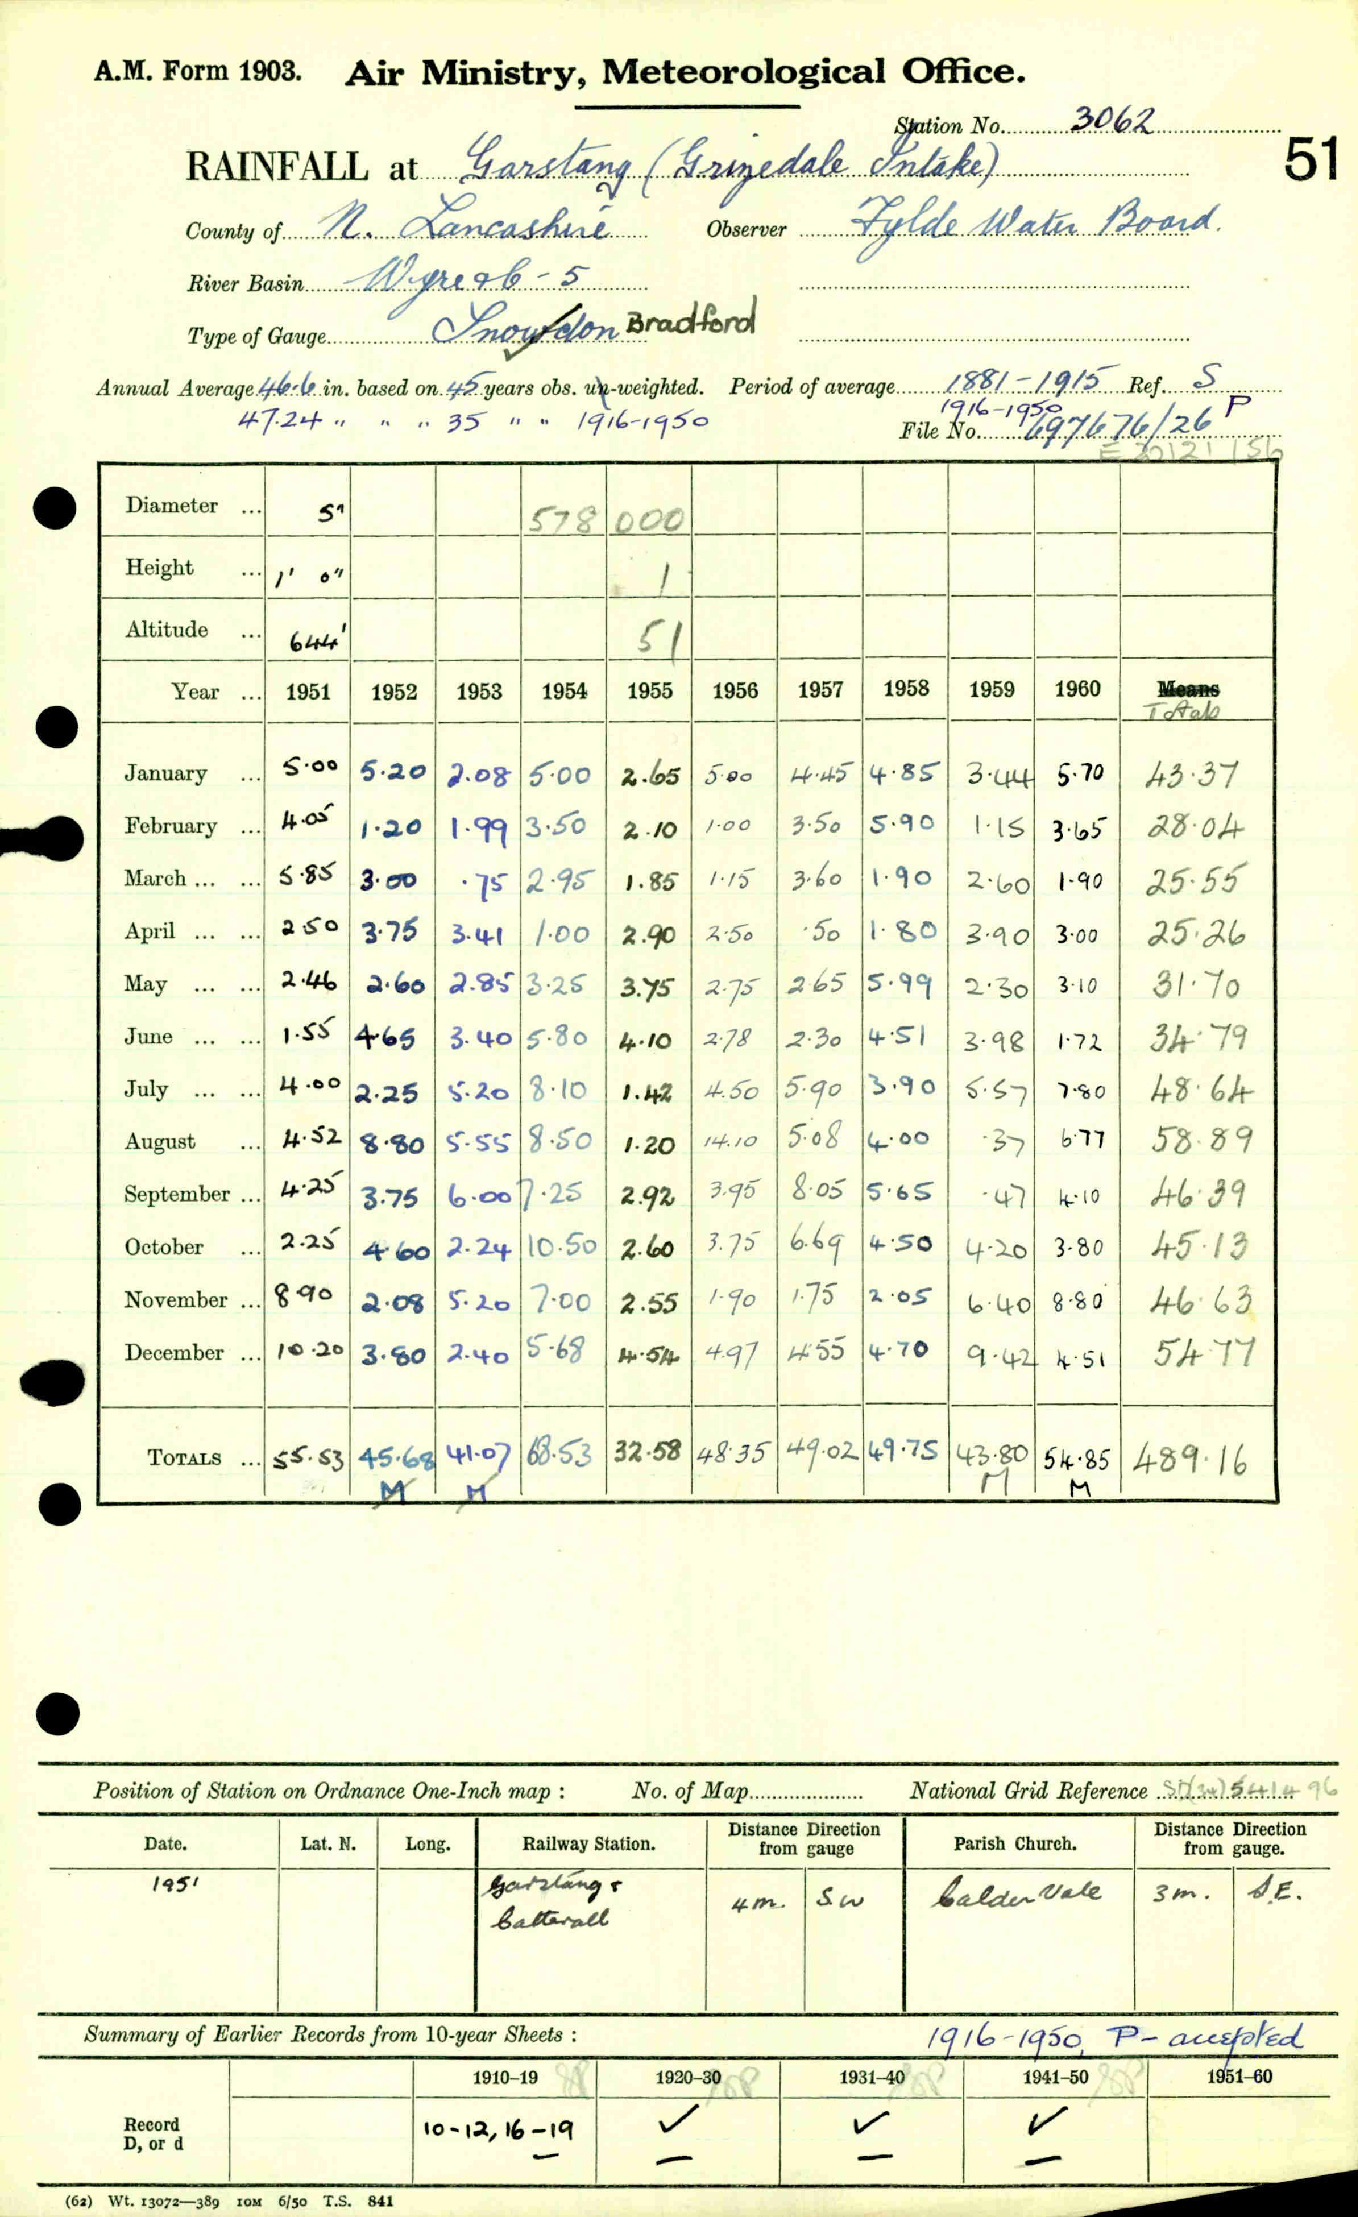 A.M. Form 1903. Air Ministry, Meteorological Office.
Station No. 3062
51
RAINFALL at Garstang (Grizedale Intake)
County of N. Lancashire Observer Fylde Water Board.
River Basin Wyre &c - 5
Type of Gauge Snowdon Bradford
Annual Average 46.6 in. based on 45 years obs. un-weighted. Period of average 1881-1915 Ref. S
47.24 " " " 35 " " 1916-1950 1916-1950 P
File No. 697676/26
E 20121/56
Diameter ... 5" 578 000
Height ... 1' 0" 1
Altitude ... 644' 51
Year ... 1951 1952 1953 1954 1955 1956 1957 1958 1959 1960 Means
Totals
January ... 5.00 5.20 2.08 5.00 2.65 5.00 4.45 4.85 3.44 5.70 43.37
February ... 4.05 1.20 1.99 3.50 2.10 1.00 3.50 5.90 1.15 3.65 28.04
March ... ... 5.85 3.00 .75 2.95 1.85 1.15 3.60 1.90 2.60 1.90 25.55
April ... ... 2.50 3.75 3.41 1.00 2.90 2.50 .50 1.80 3.90 3.00 25.26
May ... ... 2.46 2.60 2.85 3.25 3.75 2.75 2.65 5.99 2.30 3.10 31.70
June ... ... 1.55 4.65 3.40 5.80 4.10 2.78 2.30 4.51 3.98 1.72 34.79
July ... ... 4.00 2.25 5.20 8.10 1.42 4.50 5.90 3.90 5.57 7.80 48.64
August ... 4.52 8.80 5.55 8.50 1.20 14.10 5.08 4.00 .37 6.77 58.89
September ... 4.25 3.75 6.00 7.25 2.92 3.95 8.05 5.65 .47 4.10 46.39
October ... 2.25 4.60 2.24 10.50 2.60 3.75 6.69 4.50 4.20 3.80 45.13
November ... 8.90 2.08 5.20 7.00 2.55 1.90 1.75 2.05 6.40 8.80 46.63
December ... 10.20 3.80 2.40 5.68 4.54 4.97 4.55 4.70 9.42 4.51 54.77
TOTALS ... 55.53 45.68 41.07 68.53 32.58 48.35 49.02 49.75 43.80 54.85 489.16
M M M M
Position of Station on Ordnance One-Inch map : No. of Map National Grid Reference SD(34) 541496
Date. Lat. N. Long. Railway Station. Distance from Direction gauge Parish Church. Distance from Direction gauge.
1951 Garstang & 4m. S.W Calder Vale 3m. S.E.
Catterall
Summary of Earlier Records from 10-year Sheets : 1916-1950, P- accepted
1910–19 1920–30 1931–40 1941–50 1951–60
Record 10-12, 16-19 ✓ ✓ ✓
D, or d – – – –
(62) Wt. 13072—389 10M 6/50 T.S. 841